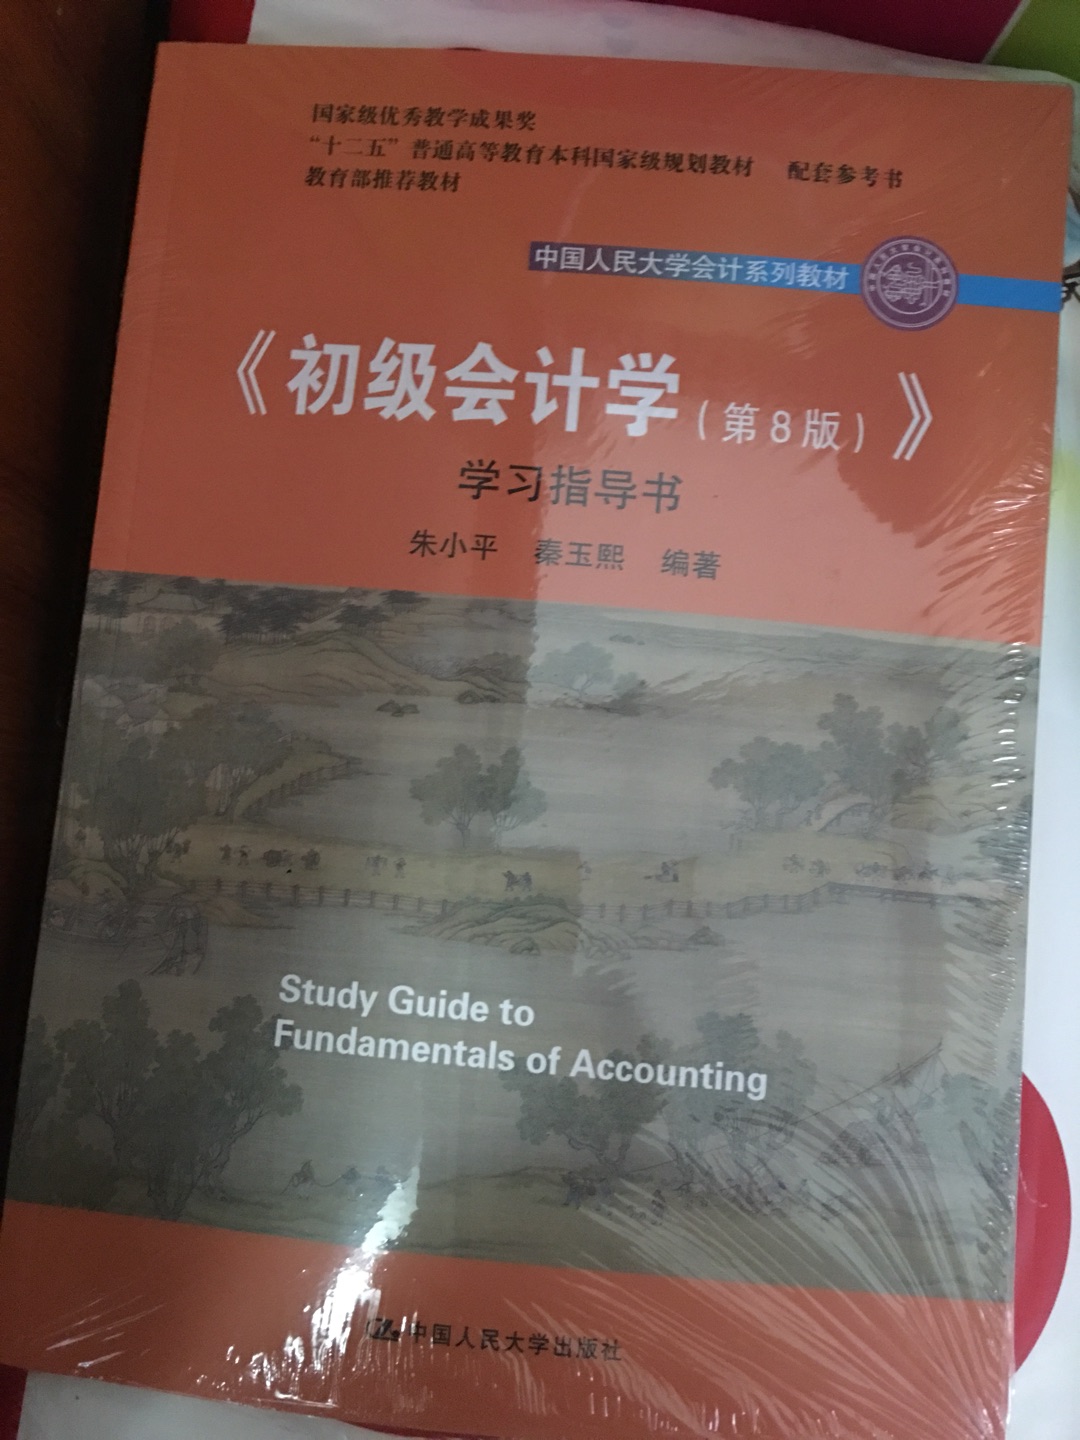 国家级优秀教学成果奖
“十二五”普通高等教育本科国家级规划教材 配套参考书
教育部推荐教材
中国人民大学会计系列教材
《初级会计学（第8版）》
学习指导书
朱小平 秦玉熙 编著
Study Guide to
Fundamentals of Accounting
中国人民大学出版社